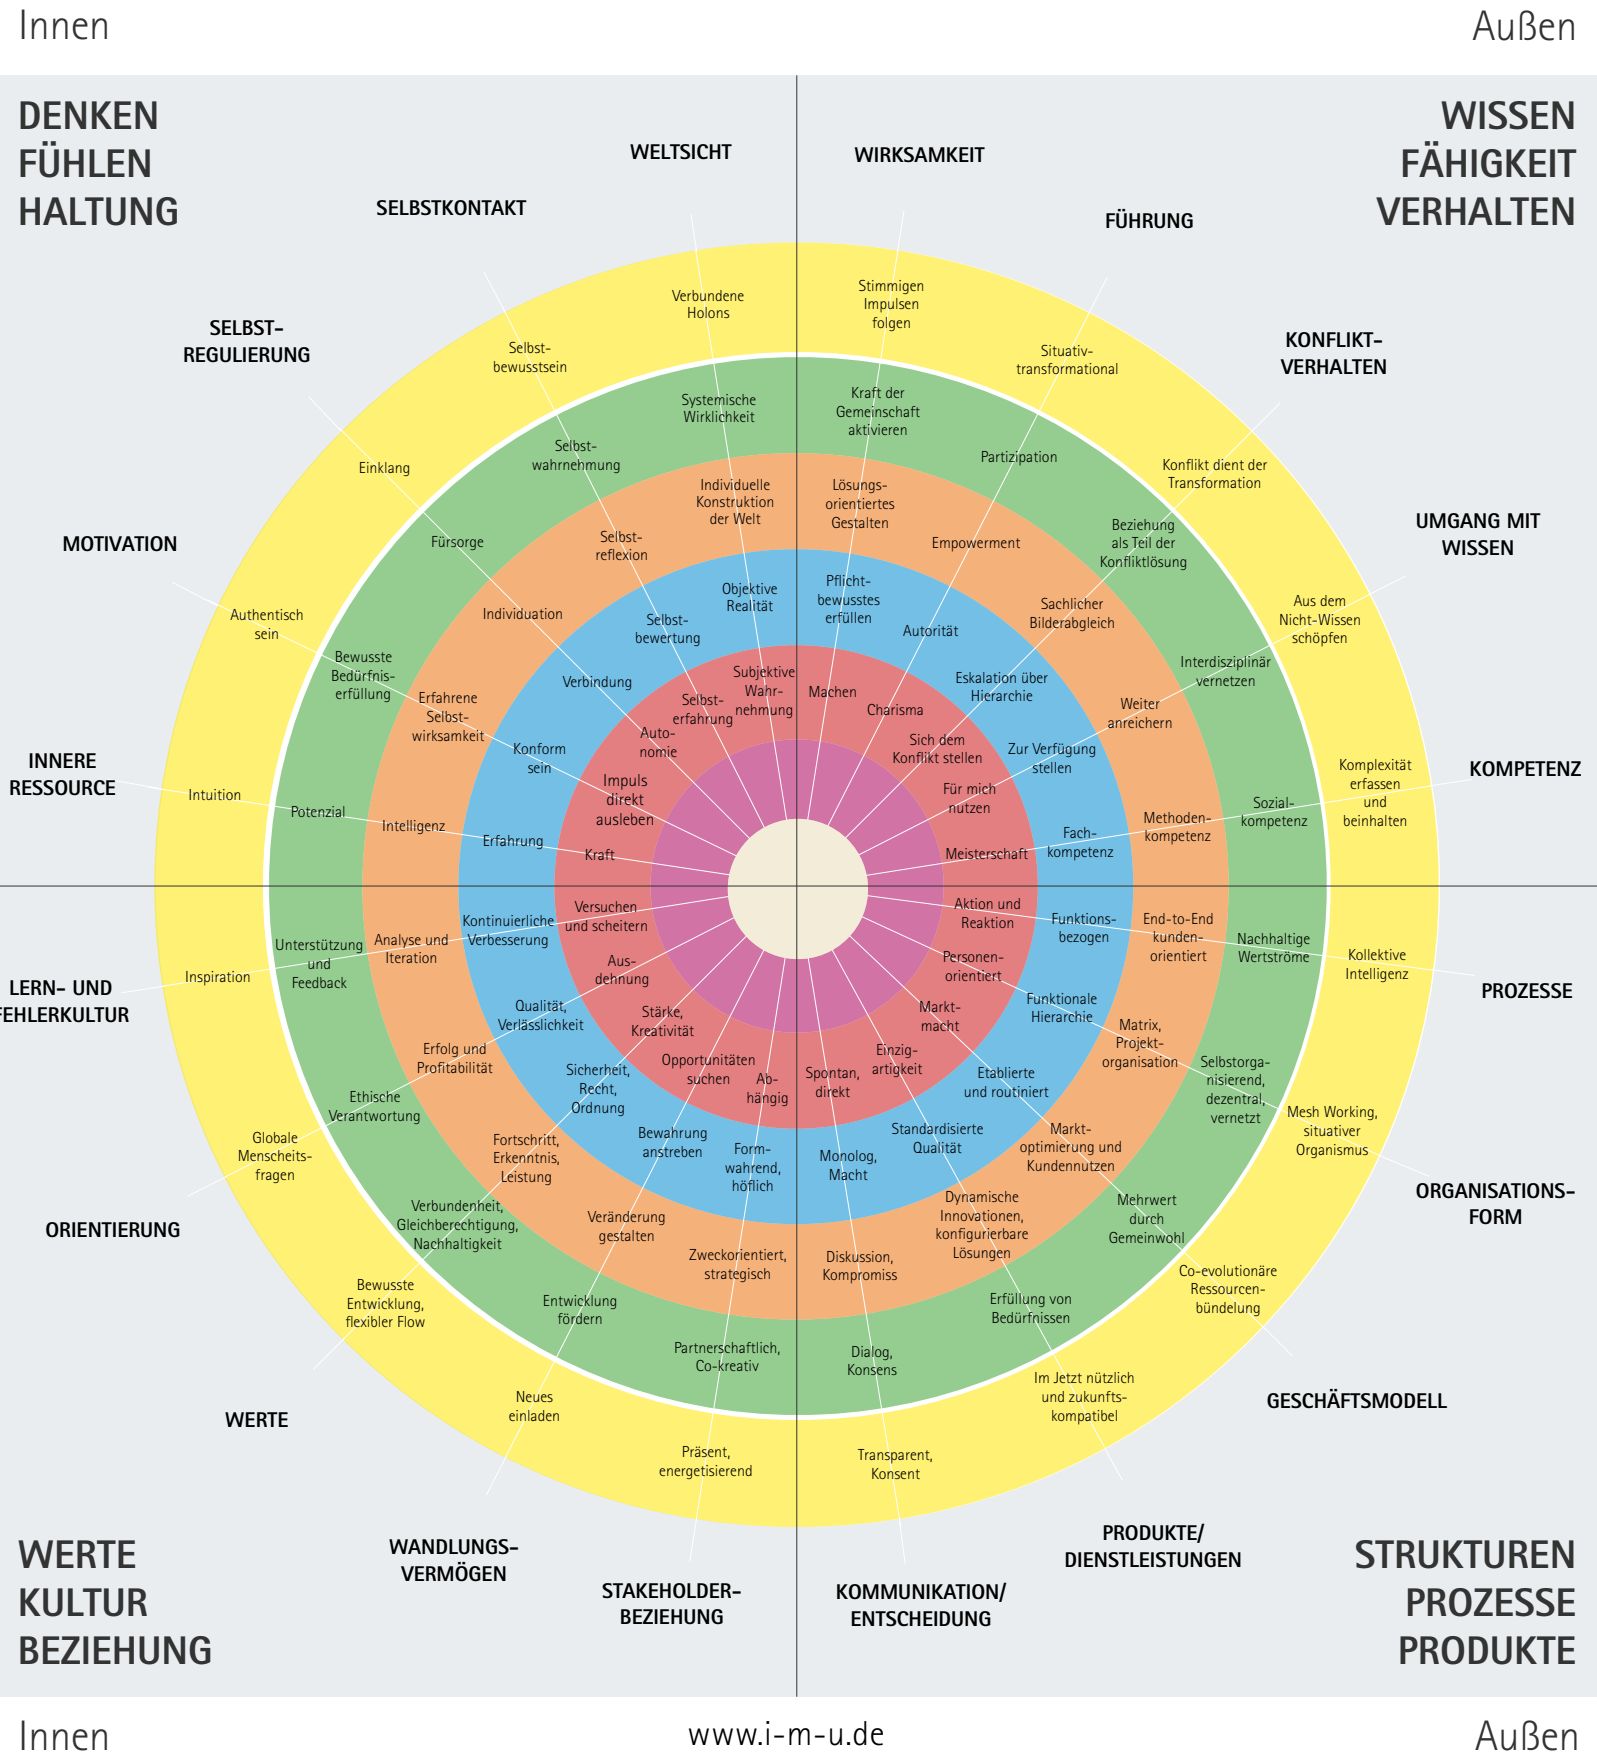 Innen
Außen
DENKEN
FÜHLEN
HALTUNG
WISSEN
FÄHIGKEIT
VERHALTEN
WELTSICHT
Verbundene
Holons
Systemische
Wirklichkeit
Individuelle
Konstruktion
der Welt
Objektive
Realität
Subjektive
Wahr-
nehmung
SELBSTKONTAKT
Selbst-
bewusstsein
Selbst-
wahrnehmung
Selbst-
reflexion
Selbst-
bewertung
Selbst-
erfahrung
SELBST-
REGULIERUNG
Einklang
Fürsorge
Individuation
Verbindung
Auto-
nomie
MOTIVATION
Authentisch
sein
Bewusste
Bedürfnis-
erfüllung
Erfahrene
Selbst-
wirksamkeit
Konform
sein
Impuls
direkt
ausleben
INNERE
RESSOURCE
Intuition
Potenzial
Intelligenz
Erfahrung
Kraft
WIRKSAMKEIT
Stimmigen
Impulsen
folgen
Kraft der
Gemeinschaft
aktivieren
Lösungs-
orientiertes
Gestalten
Pflicht-
bewusstes
erfüllen
Machen
FÜHRUNG
Situativ-
transformational
Partizipation
Empowerment
Autorität
Charisma
KONFLIKT-
VERHALTEN
Konflikt dient der
Transformation
Beziehung
als Teil der
Konfliktlösung
Sachlicher
Bilderabgleich
Eskalation über
Hierarchie
Sich dem
Konflikt stellen
UMGANG MIT
WISSEN
Aus dem
Nicht-Wissen
schöpfen
Interdisziplinär
vernetzen
Weiter
anreichern
Zur Verfügung
stellen
Für mich
nutzen
KOMPETENZ
Komplexität
erfassen
und
beinhalten
Sozial-
kompetenz
Methoden-
kompetenz
Fach-
kompetenz
Meisterschaft
LERN- UND
FEHLERKULTUR
Inspiration
Unterstützung
und
Feedback
Analyse und
Iteration
Kontinuierliche
Verbesserung
Versuchen
und scheitern
ORIENTIERUNG
Globale
Menscheits-
fragen
Ethische
Verantwortung
Erfolg und
Profitabilität
Qualität,
Verlässlichkeit
Aus-
dehnung
WERTE
Bewusste
Entwicklung,
flexibler Flow
Verbundenheit,
Gleichberechtigung,
Nachhaltigkeit
Fortschritt,
Erkenntnis,
Leistung
Sicherheit,
Recht,
Ordnung
Stärke,
Kreativität
WANDLUNGS-
VERMÖGEN
Neues
einladen
Entwicklung
fördern
Veränderung
gestalten
Bewahrung
anstreben
Opportunitäten
suchen
STAKEHOLDER-
BEZIEHUNG
Präsent,
energetisierend
Partnerschaftlich,
Co-kreativ
Zweckorientiert,
strategisch
Form-
wahrend,
höflich
Ab-
hängig
PROZESSE
Kollektive
Intelligenz
Nachhaltige
Wertströme
End-to-End
kunden-
orientiert
Funktions-
bezogen
Aktion und
Reaktion
ORGANISATIONS-
FORM
Mesh Working,
situativer
Organismus
Selbstorga-
nisierend,
dezentral,
vernetzt
Matrix,
Projekt-
organisation
Funktionale
Hierarchie
Personen-
orientiert
GESCHÄFTSMODELL
Co-evolutionäre
Ressourcen-
bündelung
Mehrwert
durch
Gemeinwohl
Markt-
optimierung und
Kundennutzen
Etablierte
und routiniert
Markt-
macht
PRODUKTE/
DIENSTLEISTUNGEN
Im Jetzt nützlich
und zukunfts-
kompatibel
Erfüllung von
Bedürfnissen
Dynamische
Innovationen,
konfigurierbare
Lösungen
Standardisierte
Qualität
Einzig-
artigkeit
KOMMUNIKATION/
ENTSCHEIDUNG
Transparent,
Konsent
Dialog,
Konsens
Diskussion,
Kompromiss
Monolog,
Macht
Spontan,
direkt
WERTE
KULTUR
BEZIEHUNG
STRUKTUREN
PROZESSE
PRODUKTE
Innen
www.i-m-u.de
Außen